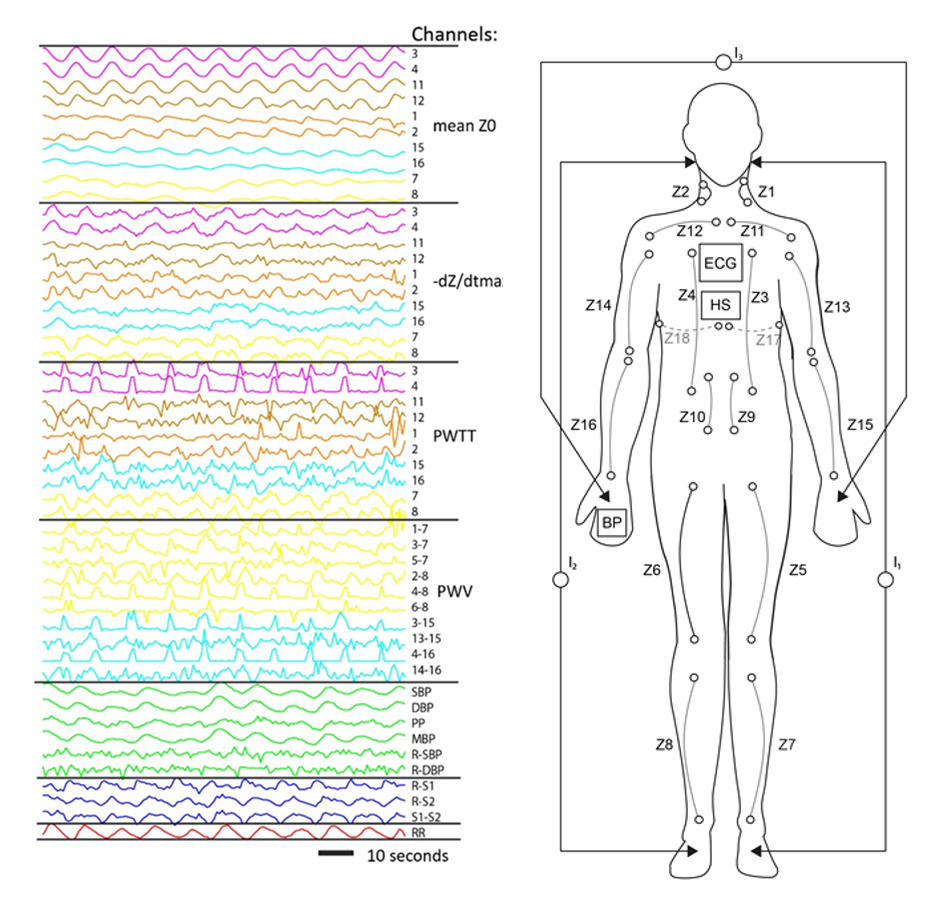 Channels:
3
4
11
12
1
2
15
16
7
8
mean Z0
3
4
11
12
1
2
15
16
7
8
-dZ/dtma
3
4
11
12
1
2
15
16
7
8
PWTT
1-7
3-7
5-7
2-8
4-8
6-8
3-15
13-15
4-16
14-16
PWV
SBP
DBP
PP
MBP
R-SBP
R-DBP
R-S1
R-S2
S1-S2
RR
10 seconds
I3
Z2
Z1
Z12
Z11
ECG
Z4
HS
Z3
Z14
Z13
Z18
Z17
Z10
Z9
Z16
Z15
BP
I2
I1
Z6
Z5
Z8
Z7